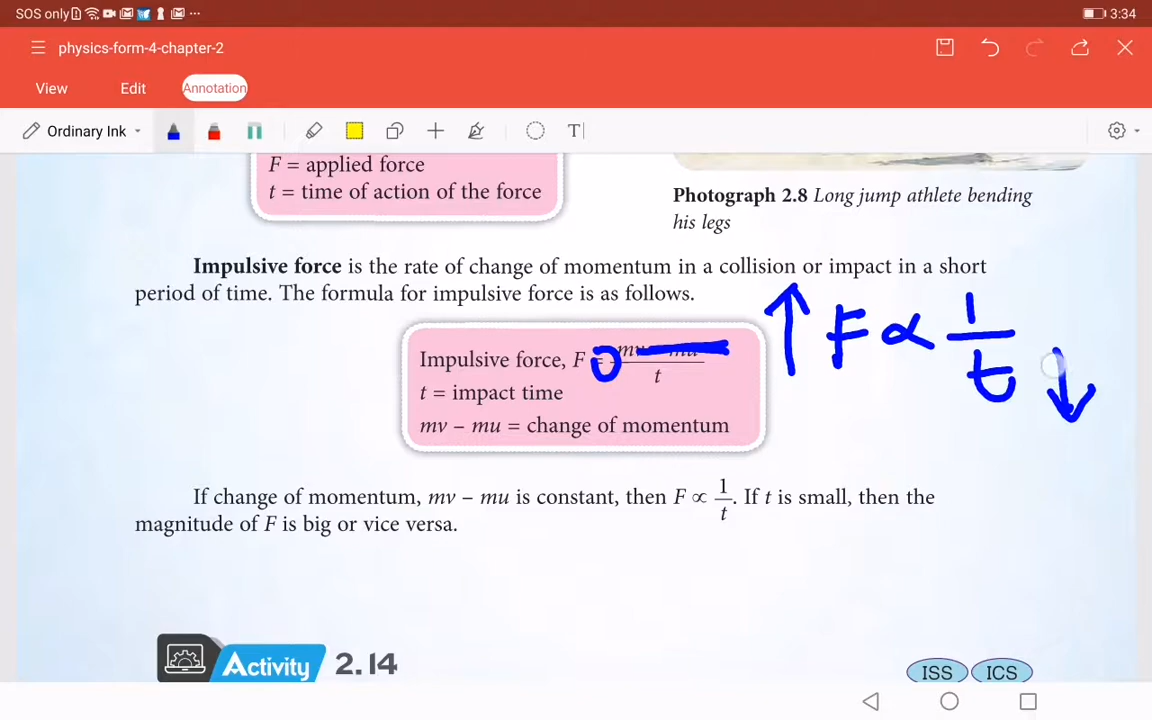 SOS only 3:34
physics-form-4-chapter-2
View Edit Annotation
Ordinary Ink T
F = applied force
t = time of action of the force
Photograph 2.8 Long jump athlete bending
his legs
Impulsive force is the rate of change of momentum in a collision or impact in a short
period of time. The formula for impulsive force is as follows.
Impulsive force, F = mv – mu / t
t = impact time
mv – mu = change of momentum
↑ F ∝ 1/t ↓
If change of momentum, mv – mu is constant, then F ∝ 1/t. If t is small, then the
magnitude of F is big or vice versa.
Activity 2.14
ISS ICS